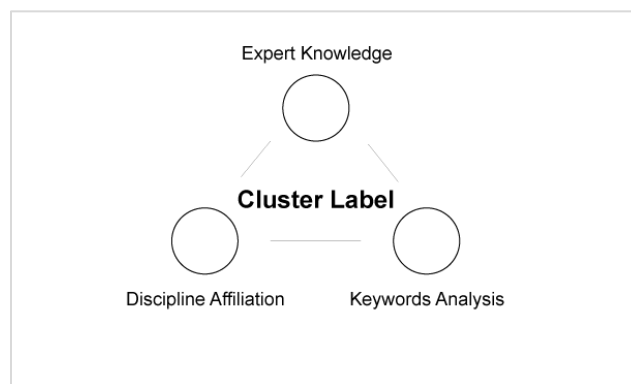 Expert Knowledge
Cluster Label
Discipline Affiliation
Keywords Analysis